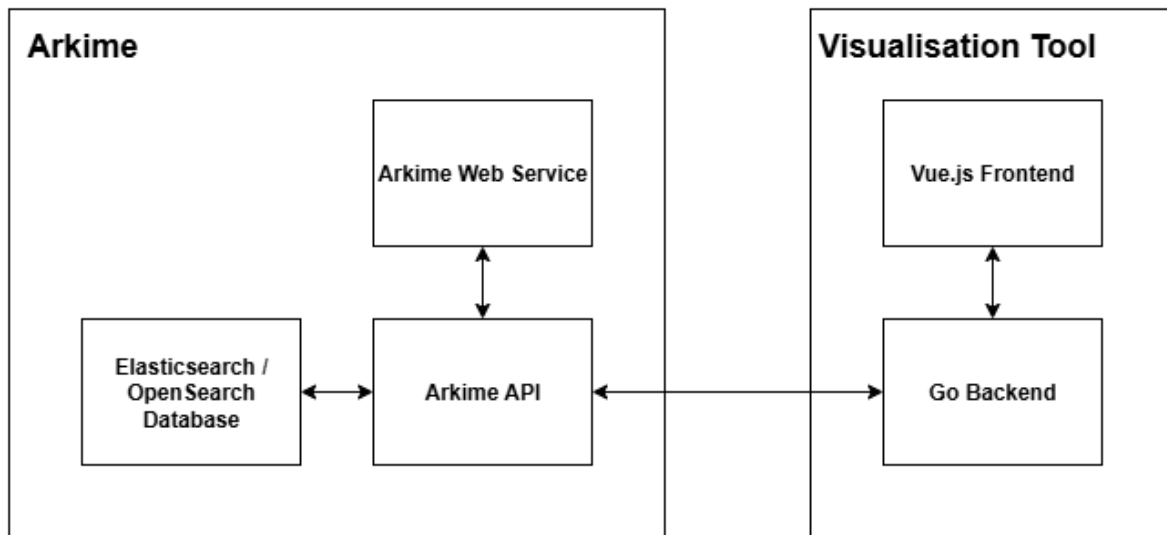 Arkime
Visualisation Tool
Arkime Web Service
Vue.js Frontend
Elasticsearch /
OpenSearch
Database
Arkime API
Go Backend